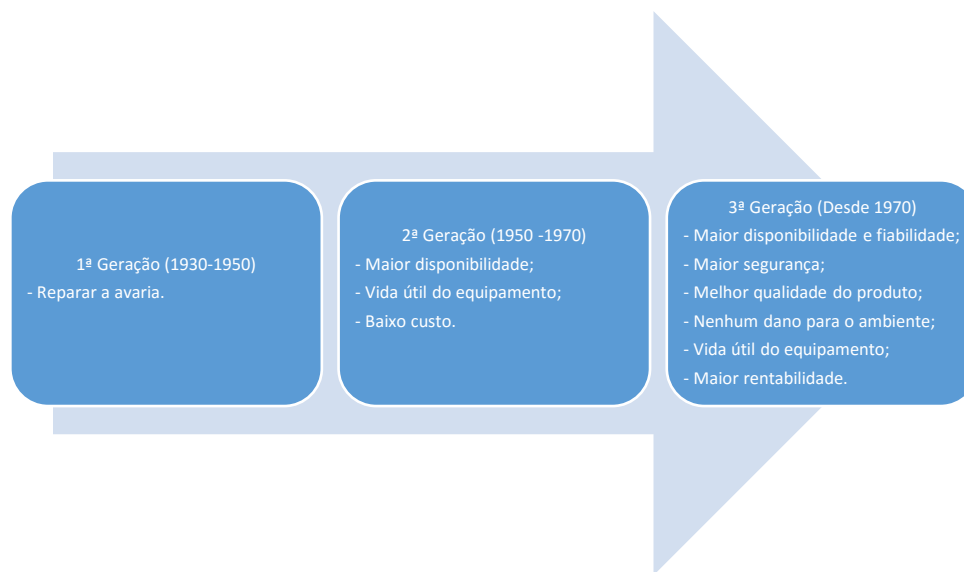 1ª Geração (1930-1950)
- Reparar a avaria.
2ª Geração (1950 -1970)
- Maior disponibilidade;
- Vida útil do equipamento;
- Baixo custo.
3ª Geração (Desde 1970)
- Maior disponibilidade e fiabilidade;
- Maior segurança;
- Melhor qualidade do produto;
- Nenhum dano para o ambiente;
- Vida útil do equipamento;
- Maior rentabilidade.